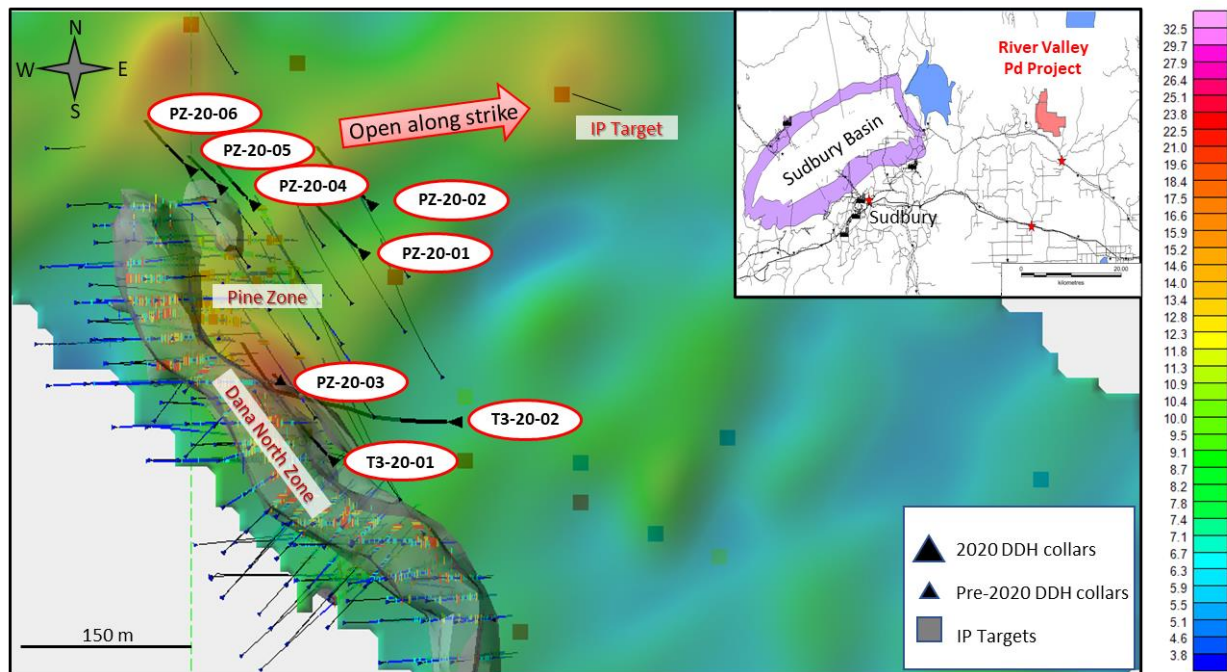 N
W
E
S
PZ-20-06
PZ-20-05
PZ-20-04
Open along strike
IP Target
PZ-20-02
PZ-20-01
Pine Zone
PZ-20-03
Dana North Zone
T3-20-02
T3-20-01
150 m
River Valley
Pd Project
Sudbury Basin
Sudbury
0
20.00
kilometres
2020 DDH collars
Pre-2020 DDH collars
IP Targets
32.5
29.7
27.9
26.4
25.1
23.8
22.5
21.0
19.6
18.4
17.5
16.6
15.9
15.2
14.6
14.0
13.4
12.8
12.3
11.8
11.3
10.9
10.4
10.0
9.5
9.1
8.7
8.2
7.8
7.4
7.1
6.7
6.3
5.9
5.5
5.1
4.6
3.8